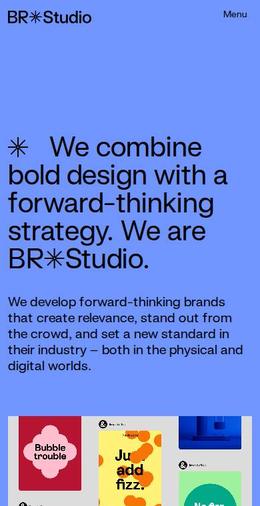 BR✳Studio
Menu
✳ We combine
bold design with a
forward-thinking
strategy. We are
BR✳Studio.
We develop forward-thinking brands
that create relevance, stand out from
the crowd, and set a new standard in
their industry – both in the physical and
digital worlds.
Bubble
trouble
add
fizz.